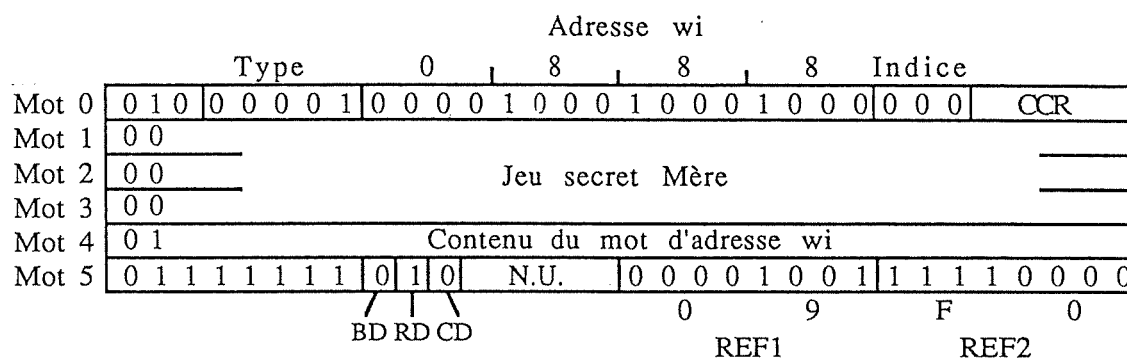 Adresse wi
Type 0 8 8 8 Indice
Mot 0 0 1 0 0 0 0 0 1 0 0 0 0 1 0 0 0 1 0 0 0 1 0 0 0 0 0 0 CCR
Mot 1 0 0
Mot 2 0 0 Jeu secret Mère
Mot 3 0 0
Mot 4 0 1 Contenu du mot d'adresse wi
Mot 5 0 1 1 1 1 1 1 1 0 1 0 N.U. 0 0 0 0 1 0 0 1 1 1 1 1 0 0 0 0
0 9 F 0
BD RD CD
REF1 REF2